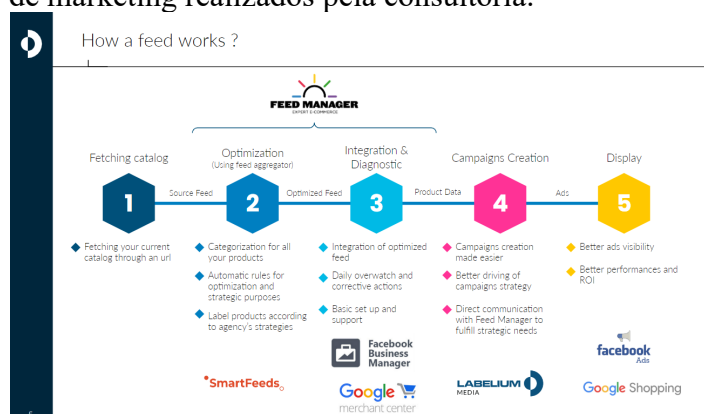 de marketing realizados pela consultoria.
How a feed works ?
FEED MANAGER
EXPERT E-COMMERCE
Fetching catalog
Optimization
(Using feed aggregator)
Integration &
Diagnostic
Campaigns Creation
Display
1
Source Feed
2
Optimized Feed
3
Product Data
4
Ads
5
Fetching your current
catalog through an url
Categorization for all
your products
Automatic rules for
optimization and
strategic purposes
Label products according
to agency's strategies
Integration of optimized
feed
Daily overwatch and
corrective actions
Basic set up and
support
Campaigns creation
made easier
Better driving of
campaigns strategy
Direct communication
with Feed Manager to
fulfill strategic needs
Better ads visibility
Better performances and
ROI
SmartFeeds
Facebook
Business
Manager
Google
merchant center
LABELIUM
MEDIA
facebook
Ads
Google Shopping